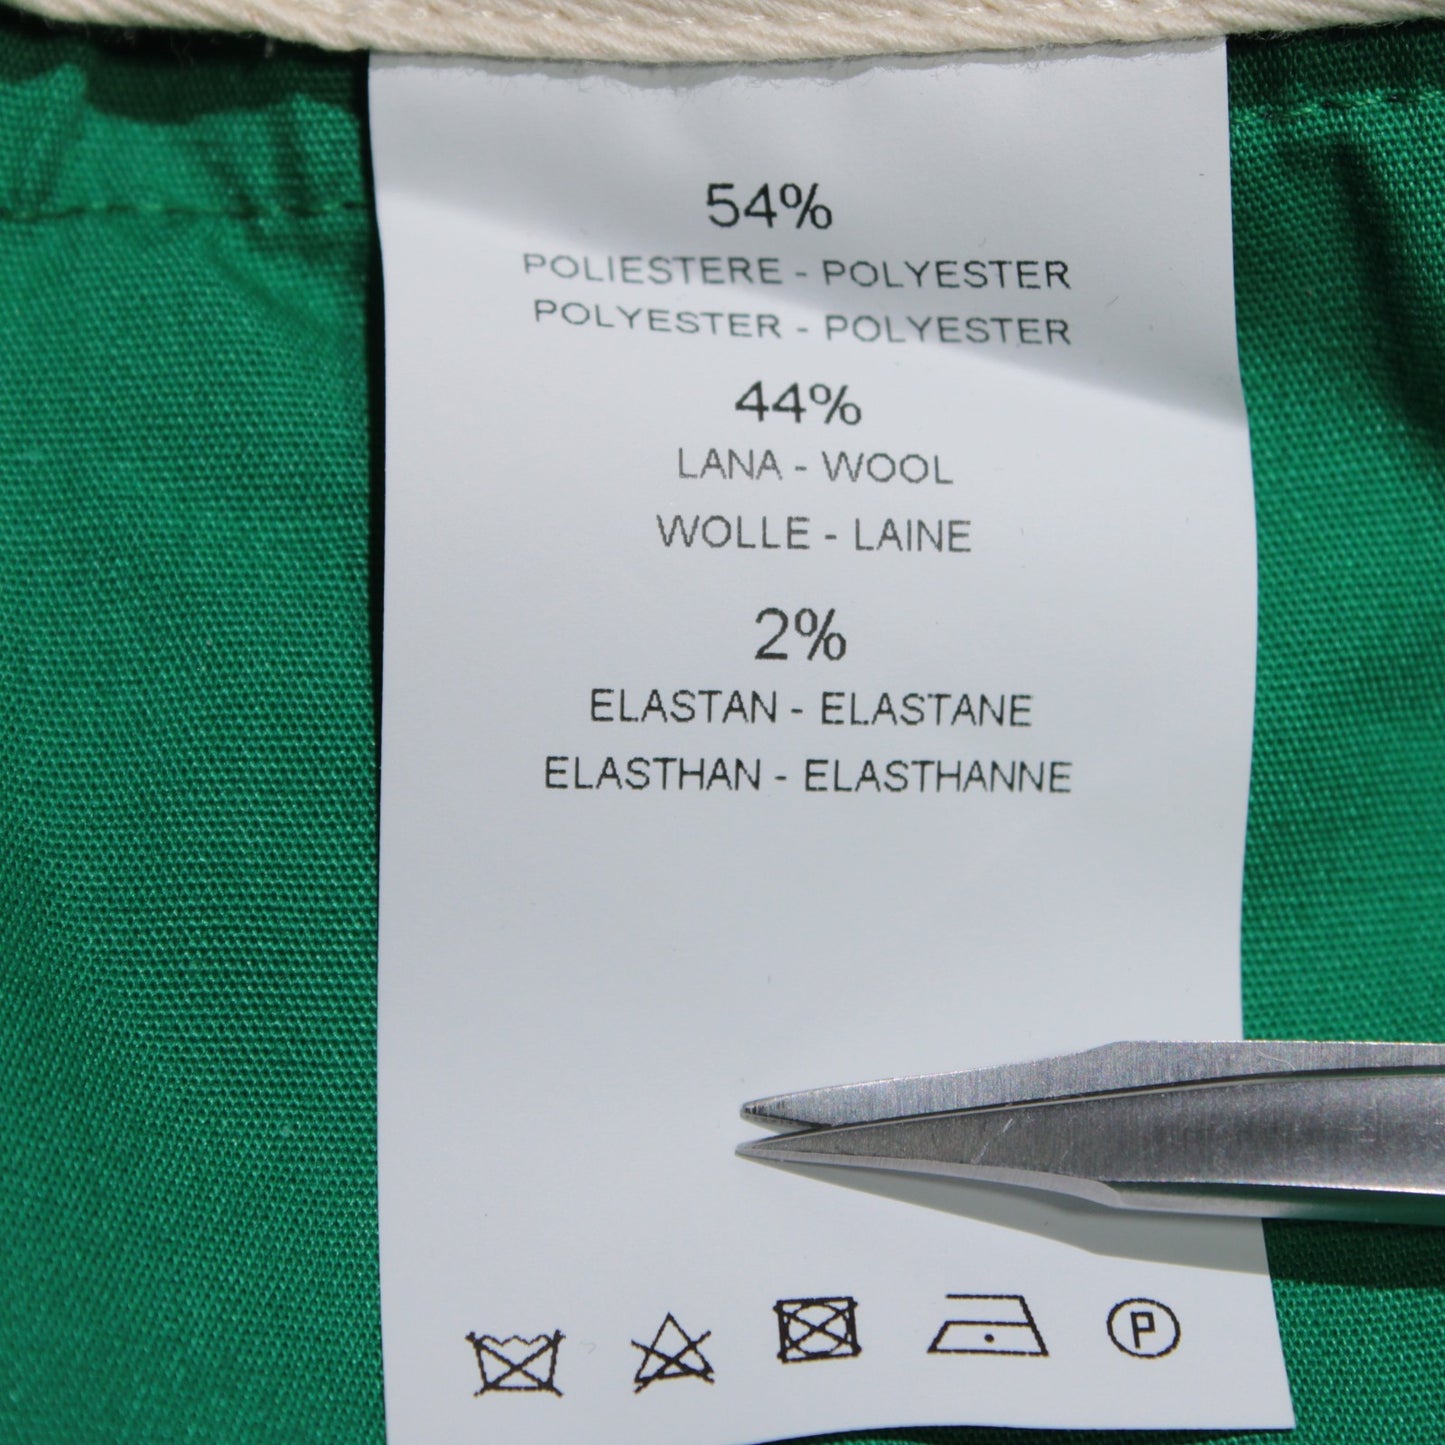 54%
POLIESTERE - POLYESTER
POLYESTER - POLYESTER
44%
LANA - WOOL
WOLLE - LAINE
2%
ELASTAN - ELASTANE
ELASTHAN - ELASTHANNE
P